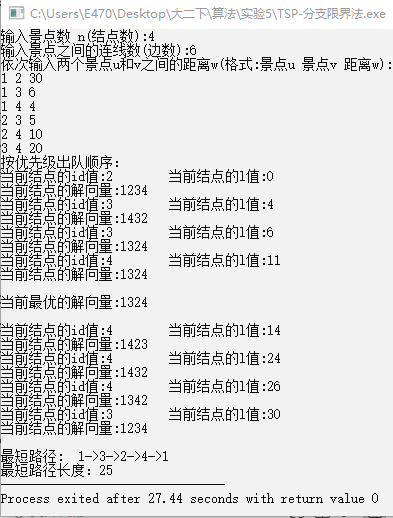 C:\Users\E470\Desktop\大二下\算法\实验5\TSP-分支限界法.exe
输入景点数 n(结点数):4
输入景点之间的连线数(边数):6
依次输入两个景点u和v之间的距离w(格式:景点u 景点v 距离w):
1 2 30
1 3 6
1 4 4
2 3 5
2 4 10
3 4 20
按优先级出队顺序:
当前结点的id值:2 当前结点的l值:0
当前结点的解向量:1234
当前结点的id值:3 当前结点的l值:4
当前结点的解向量:1432
当前结点的id值:3 当前结点的l值:6
当前结点的解向量:1324
当前结点的id值:4 当前结点的l值:11
当前结点的解向量:1324
当前最优的解向量:1324
当前结点的id值:4 当前结点的l值:14
当前结点的解向量:1423
当前结点的id值:4 当前结点的l值:24
当前结点的解向量:1432
当前结点的id值:4 当前结点的l值:26
当前结点的解向量:1342
当前结点的id值:3 当前结点的l值:30
当前结点的解向量:1234
最短路径: 1->3->2->4->1
最短路径长度: 25
Process exited after 27.44 seconds with return value 0